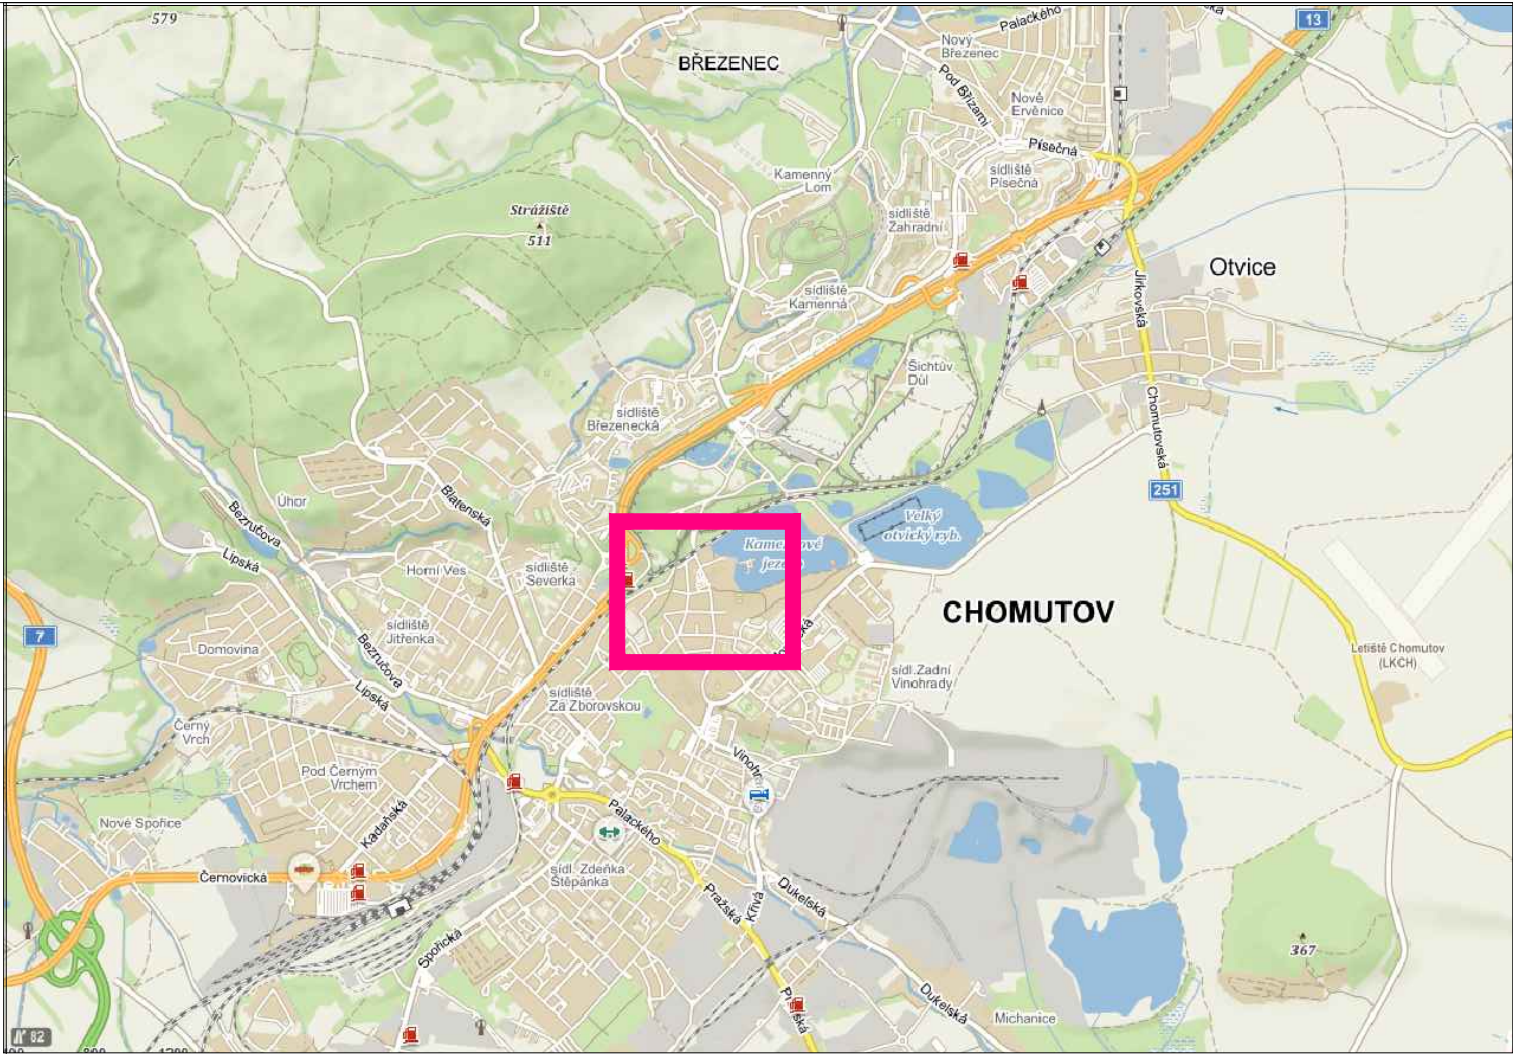 579
Palackého
13
BŘEZENEC
Nový
Březenec
Pod Břízami
Nové
Ervěnice
Písečná
Kamenný
Lom
sídliště
Písečná
Strážiště
511
sídliště
Zahradní
Otvice
sídliště
Kamenná
Jirkovská
Šichtův
Důl
sídliště
Březenecká
Chomutovská
251
Úhor
Blatenská
Bezručova
Velký
otvický ryb.
Lipská
Horní Ves
sídliště
Severka
CHOMUTOV
7
sídliště
Jitřenka
Domovina
Bezručova
Letiště Chomutov
(LKCH)
sídl.Zadní
Vinohrady
Lipská
sídliště
Za Zborovskou
Černý
Vrch
Pod Černým
Vrchem
Palackého
Kadaňská
Nové Spořice
Černovická
sídl. Zdeňka
Štěpánka
Pražská
Křivá
Dukelská
Spořická
367
Dukelská
Michanice
82